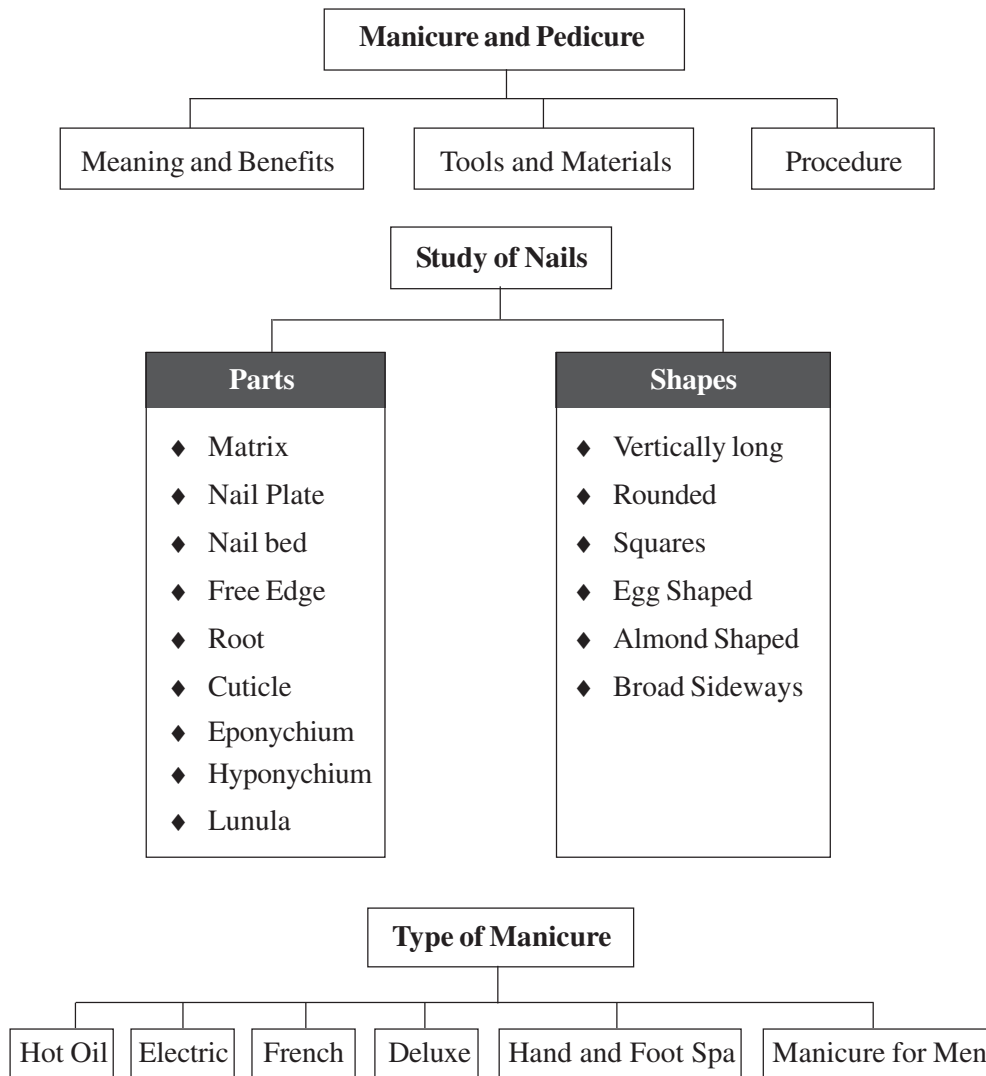 Manicure and Pedicure
Meaning and Benefits
Tools and Materials
Procedure
Study of Nails
Parts
♦ Matrix
♦ Nail Plate
♦ Nail bed
♦ Free Edge
♦ Root
♦ Cuticle
♦ Eponychium
♦ Hyponychium
♦ Lunula
Shapes
♦ Vertically long
♦ Rounded
♦ Squares
♦ Egg Shaped
♦ Almond Shaped
♦ Broad Sideways
Type of Manicure
Hot Oil
Electric
French
Deluxe
Hand and Foot Spa
Manicure for Men